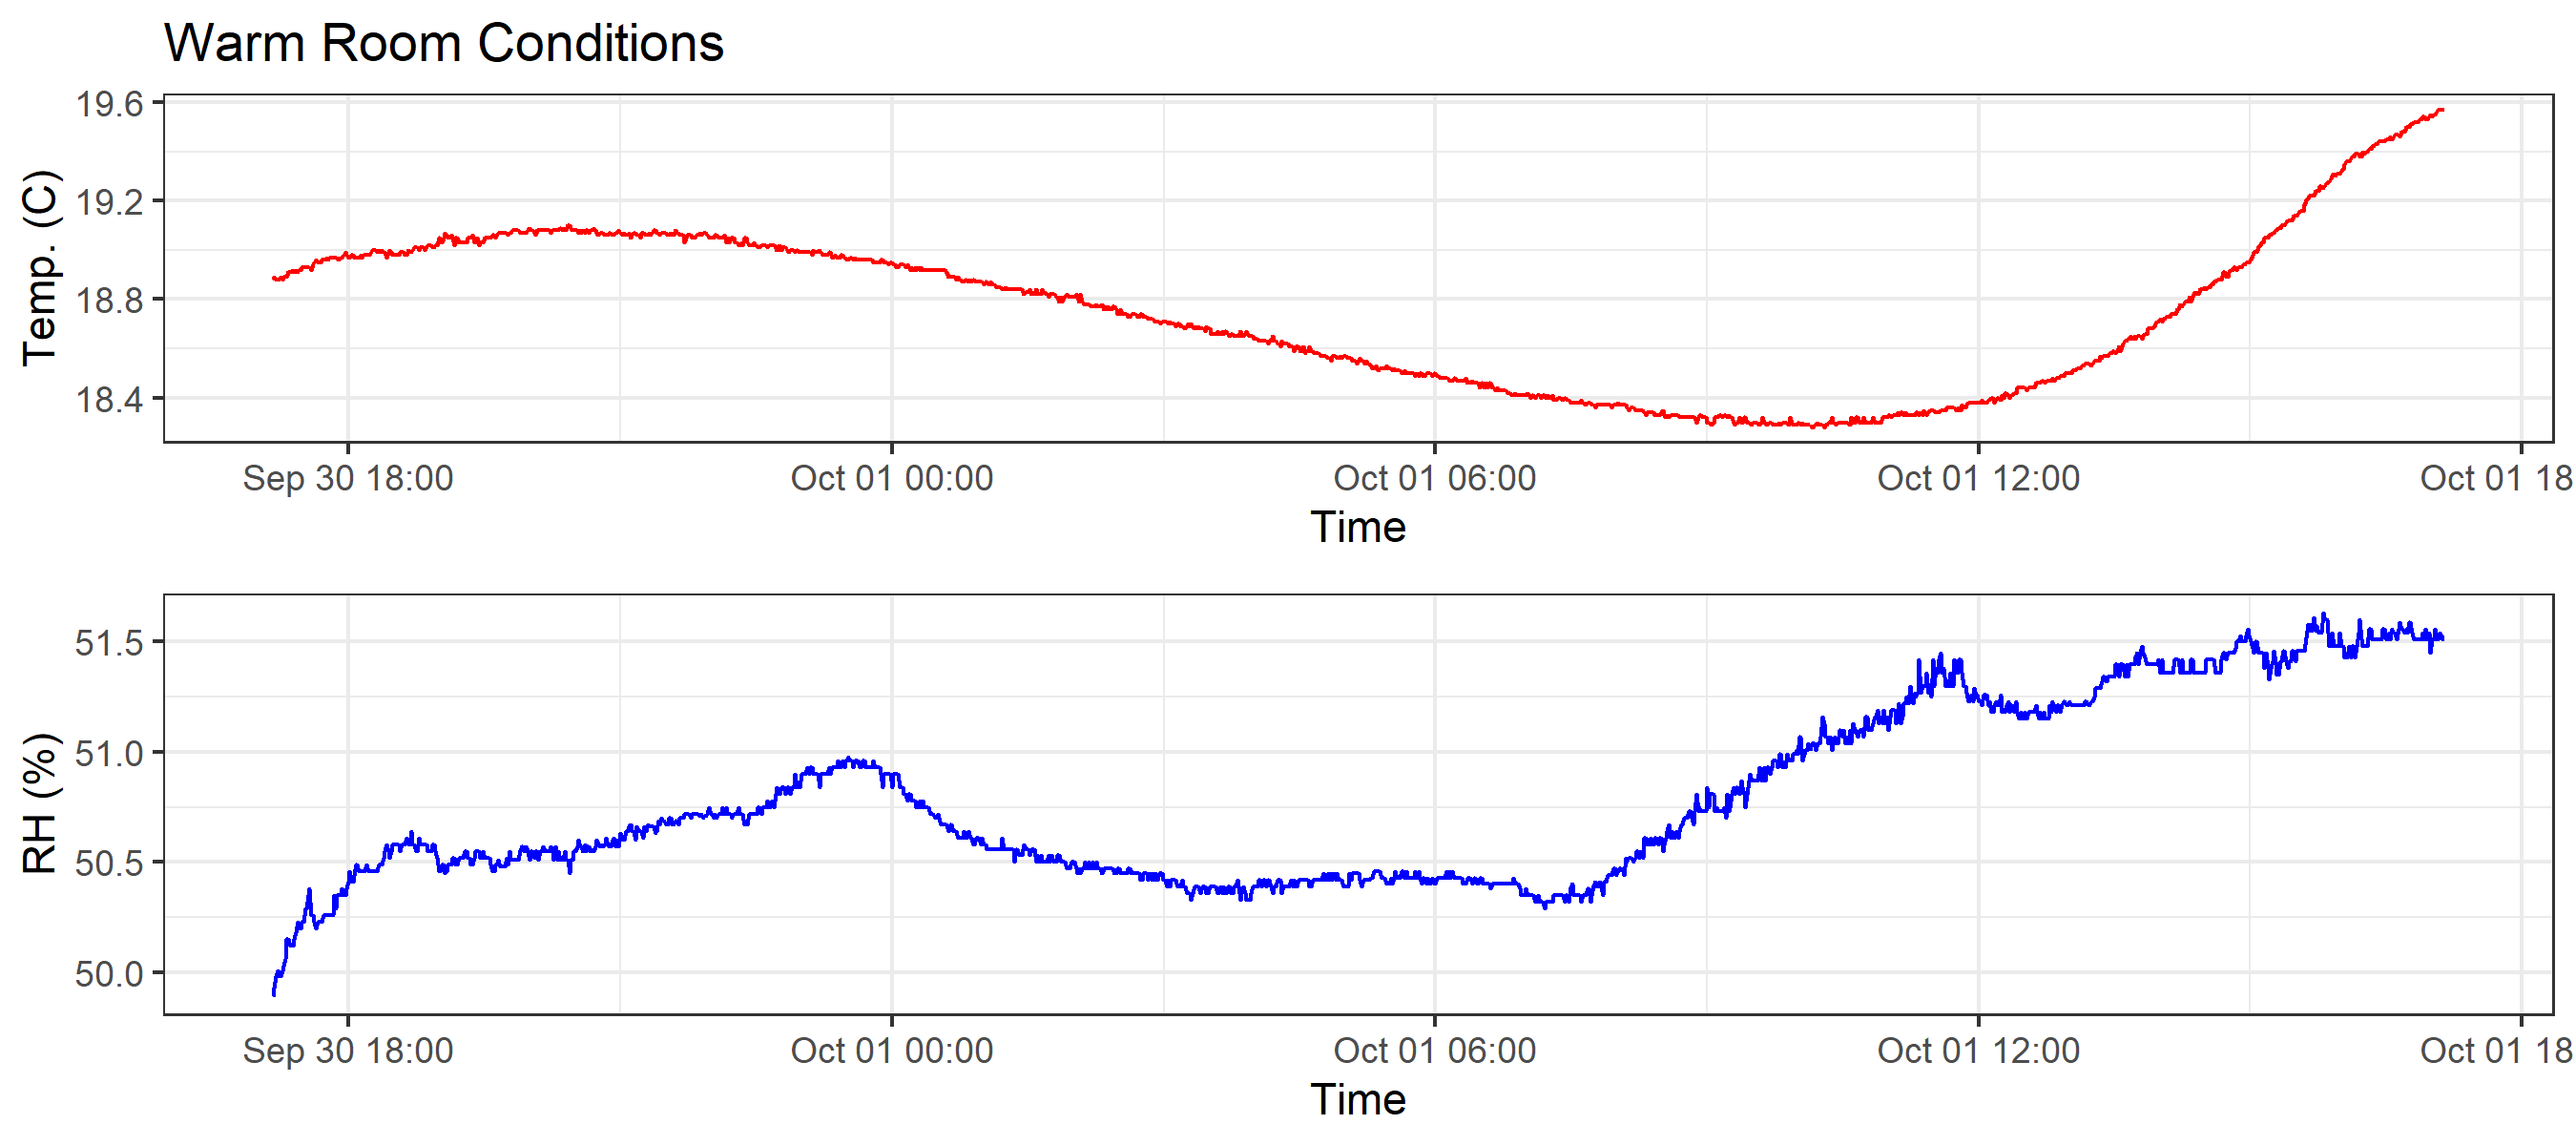 Warm Room Conditions
Temp. (C)
19.6
19.2
18.8
18.4
Sep 30 18:00 Oct 01 00:00 Oct 01 06:00 Oct 01 12:00 Oct 01 18
Time
RH (%)
51.5
51.0
50.5
50.0
Sep 30 18:00 Oct 01 00:00 Oct 01 06:00 Oct 01 12:00 Oct 01 18
Time